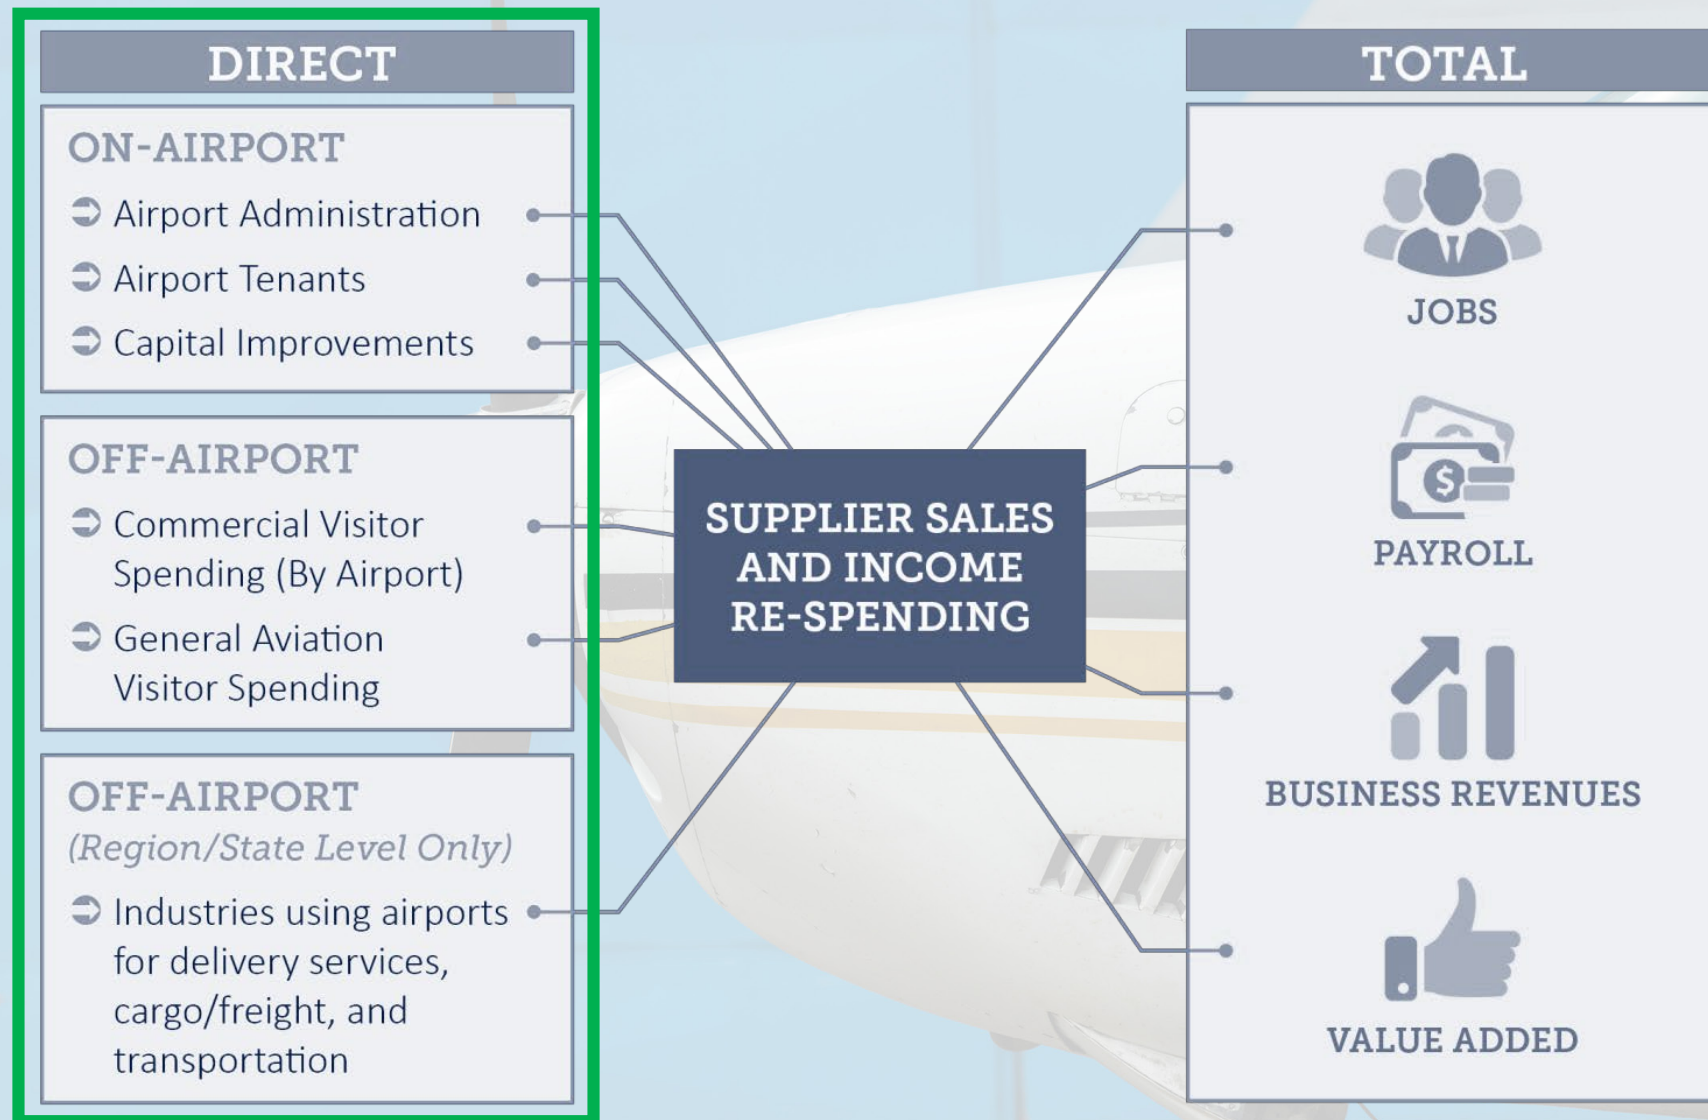 DIRECT
ON-AIRPORT
Airport Administration
Airport Tenants
Capital Improvements
OFF-AIRPORT
Commercial Visitor
Spending (By Airport)
General Aviation
Visitor Spending
OFF-AIRPORT
(Region/State Level Only)
Industries using airports
for delivery services,
cargo/freight, and
transportation
SUPPLIER SALES
AND INCOME
RE-SPENDING
TOTAL
JOBS
$
PAYROLL
BUSINESS REVENUES
VALUE ADDED